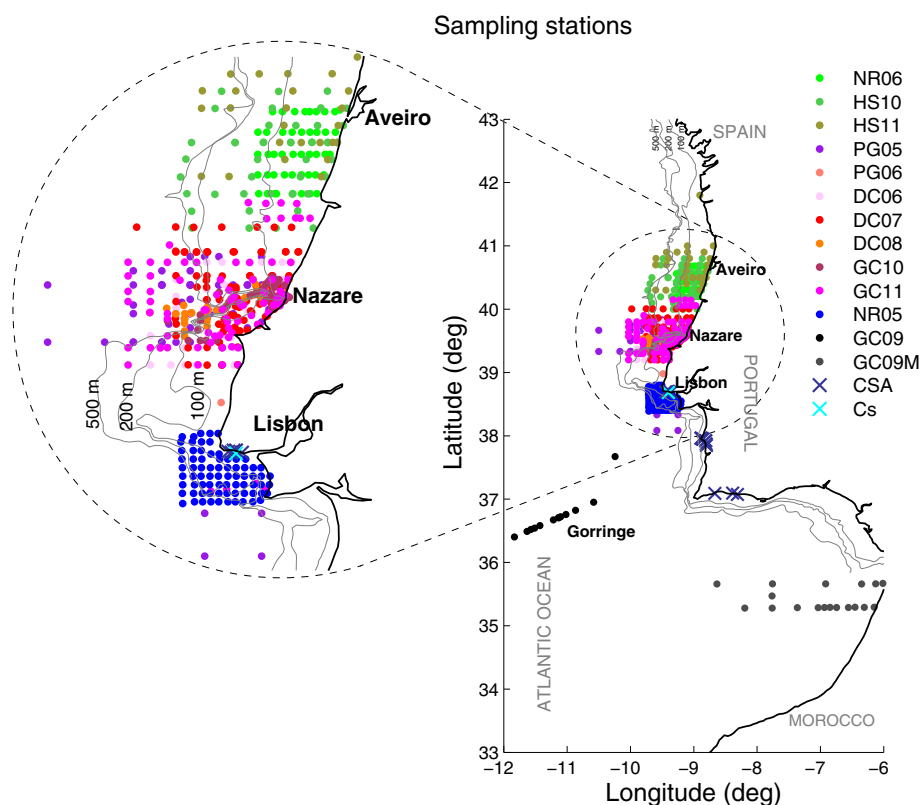 Sampling stations
NR06
HS10
HS11
PG05
PG06
DC06
DC07
DC08
GC10
GC11
NR05
GC09
GC09M
CSA
Cs
Aveiro
Nazare
Lisbon
500 m
200 m
100 m
SPAIN
500 m
200 m
100 m
Aveiro
Nazare
Lisbon
PORTUGAL
Gorringe
ATLANTIC OCEAN
MOROCCO
43
42
41
40
39
38
37
36
35
34
33
Latitude (deg)
−12 −11 −10 −9 −8 −7 −6
Longitude (deg)